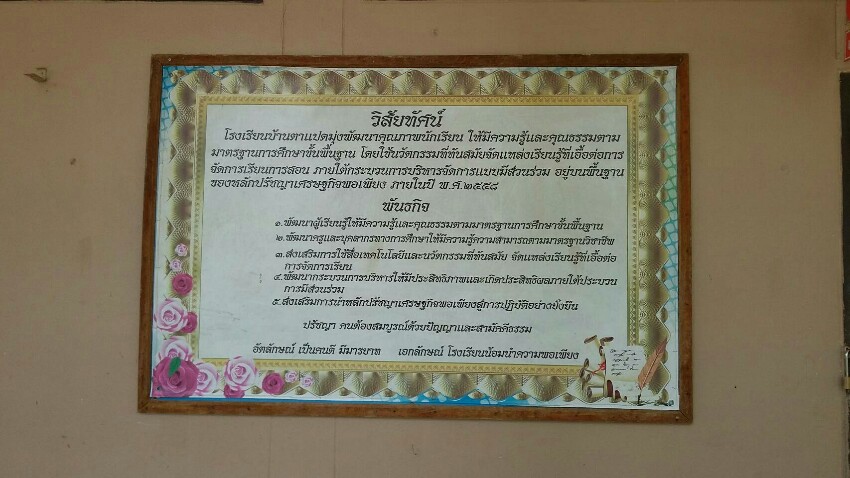 วิสัยทัศน์
โรงเรียนบ้านตาแปดมุ่งพัฒนาคุณภาพนักเรียน ให้มีความรู้และคุณธรรมตาม
มาตรฐานการศึกษาขั้นพื้นฐาน โดยใช้นวัตกรรมที่ทันสมัยจัดแหล่งเรียนรู้ที่เอื้อต่อการ
จัดการเรียนการสอน ภายใต้กระบวนการบริหารจัดการแบบมีส่วนร่วม อยู่บนพื้นฐาน
ของหลักปรัชญาเศรษฐกิจพอเพียง ภายในปี พ.ศ.๒๕๕๘
พันธกิจ
๑.พัฒนาผู้เรียนรู้ให้มีความรู้และคุณธรรมตามมาตรฐานการศึกษาขั้นพื้นฐาน
๒.พัฒนาครูและบุคลากรทางการศึกษาให้มีความรู้ความสามารถตามมาตรฐานวิชาชีพ
๓.ส่งเสริมการใช้สื่อเทคโนโลยีและนวัตกรรมที่ทันสมัย จัดแหล่งเรียนรู้ที่เอื้อต่อ
การจัดการเรียน
๔.พัฒนากระบวนการบริหารให้มีประสิทธิภาพและเกิดประสิทธิผลภายใต้ประบวน
การมีส่วนร่วม
๕.ส่งเสริมการนำหลักปรัชญาเศรษฐกิจพอเพียงสู่การปฏิบัติอย่างยั่งยืน
ปรัชญา คนต้องสมบูรณ์ด้วยปัญญาและสามัคคีธรรม
อัตลักษณ์ เป็นคนดี มีมารยาท เอกลักษณ์ โรงเรียนน้อมนำความพอเพียง